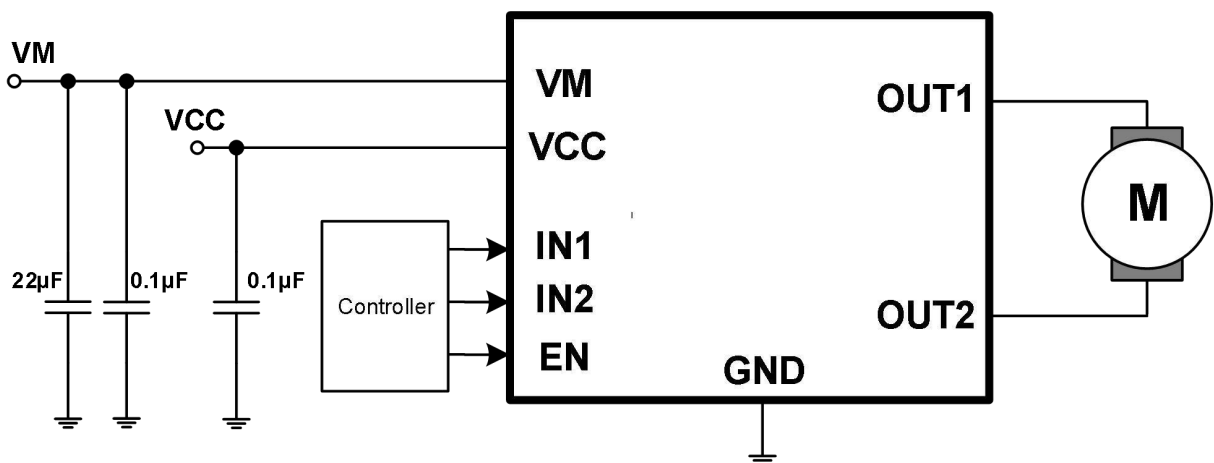 VM
VM
OUT1
VCC
VCC
M
IN1
22µF
0.1µF
0.1µF
IN2
Controller
OUT2
EN
GND